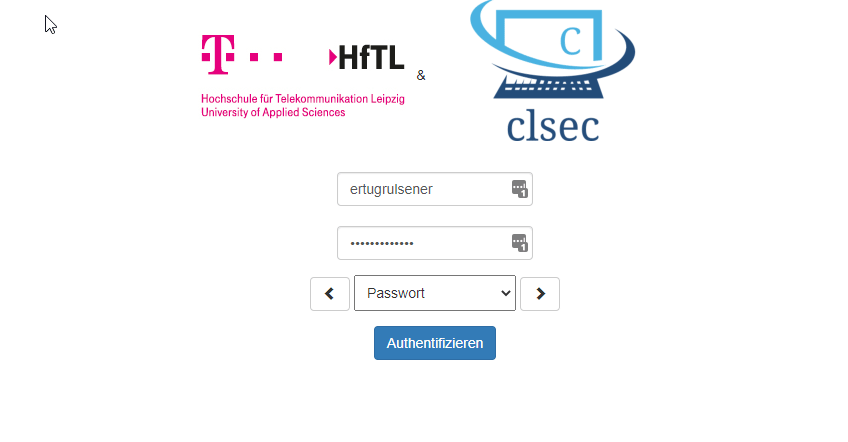 T
HfTL
&
C
Hochschule für Telekommunikation Leipzig
University of Applied Sciences
clsec
ertugrulsener
•••••••••••••
Passwort
Authentifizieren